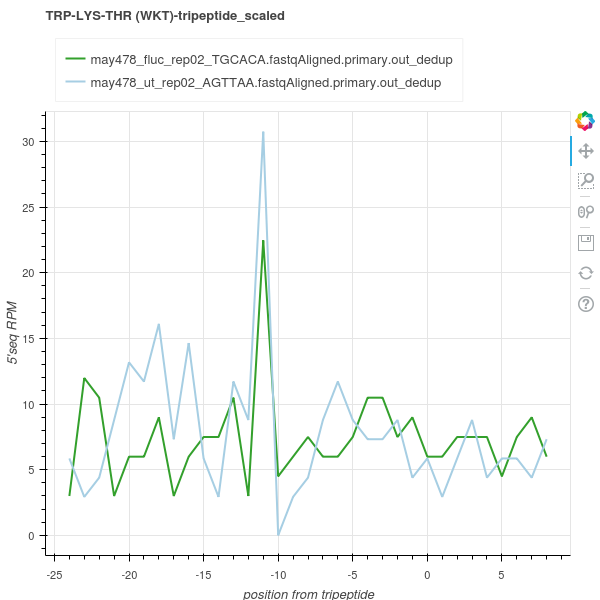 TRP-LYS-THR (WKT)-tripeptide_scaled
may478_fluc_rep02_TGCACA.fastqAligned.primary.out_dedup
may478_ut_rep02_AGTTAA.fastqAligned.primary.out_dedup
30
25
20
15
10
5
0
5'seq RPM
-25 -20 -15 -10 -5 0 5
position from tripeptide